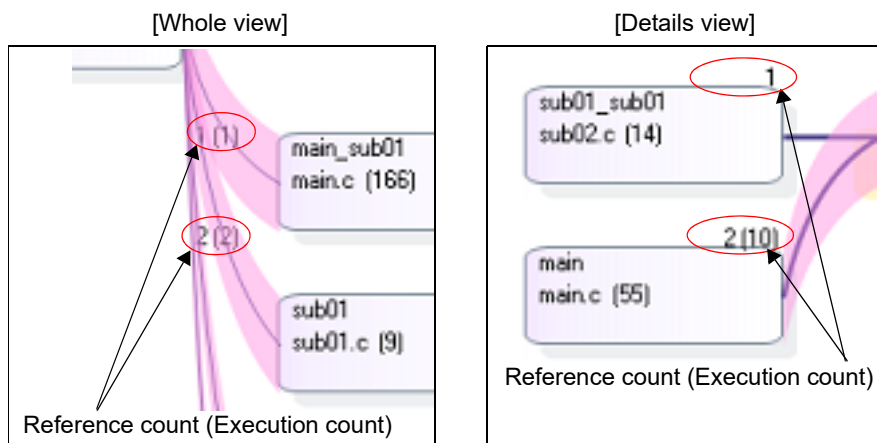 [Whole view]
1 (1)
main_sub01
main.c (166)
2 (2)
sub01
sub01.c (9)
Reference count (Execution count)
[Details view]
1
sub01_sub01
sub02.c (14)
2 (10)
main
main.c (55)
Reference count (Execution count)